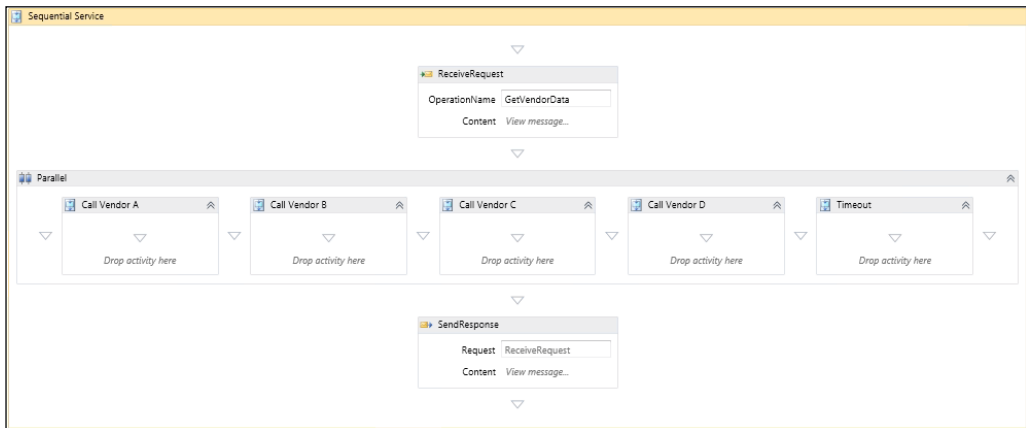 Sequential Service
ReceiveRequest
OperationName GetVendorData
Content View message...
Parallel
Call Vendor A Call Vendor B Call Vendor C Call Vendor D Timeout
Drop activity here Drop activity here Drop activity here Drop activity here Drop activity here
SendResponse
Request ReceiveRequest
Content View message...